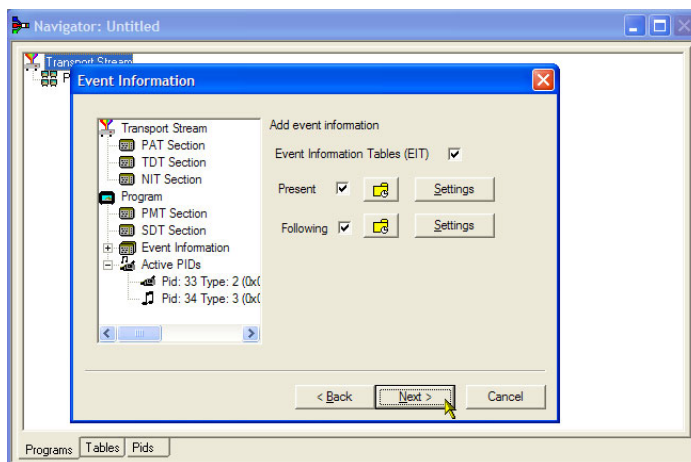 Navigator: Untitled
Transport Stream
P
Event Information
Transport Stream
PAT Section
TDT Section
NIT Section
Program
PMT Section
SDT Section
Event Information
Active PIDs
Pid: 33 Type: 2 (0x0
Pid: 34 Type: 3 (0x0
Add event information
Event Information Tables (EIT)
Present
Settings
Following
Settings
< Back
Next >
Cancel
Programs
Tables
Pids